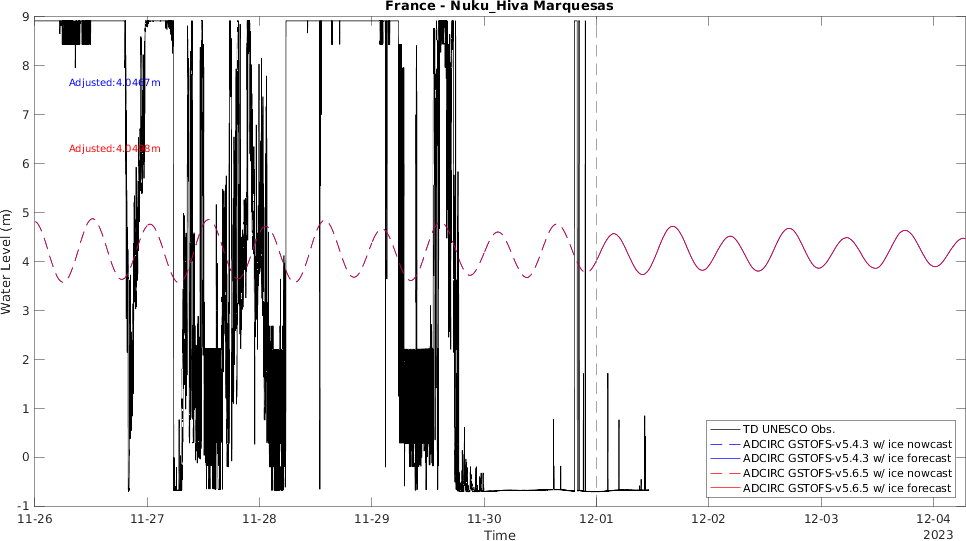 France - Nuku_Hiva Marquesas
9
8
7
6
5
4
3
2
1
0
-1
Water Level (m)
Adjusted:4.0467m
Adjusted:4.0438m
TD UNESCO Obs.
ADCIRC GSTOFS-v5.4.3 w/ ice nowcast
ADCIRC GSTOFS-v5.4.3 w/ ice forecast
ADCIRC GSTOFS-v5.6.5 w/ ice nowcast
ADCIRC GSTOFS-v5.6.5 w/ ice forecast
11-26 11-27 11-28 11-29 11-30 12-01 12-02 12-03 12-04
Time
2023